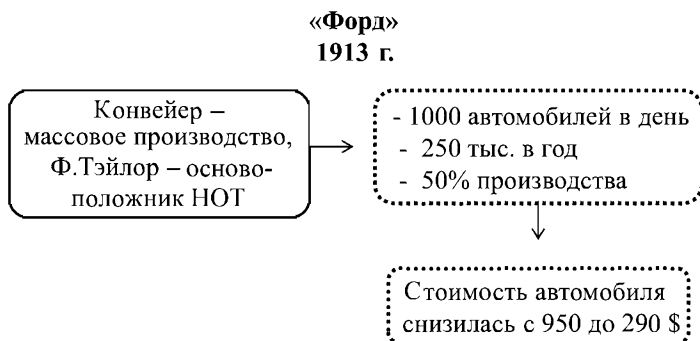 «Форд»
1913 г.
Конвейер –
массовое производство,
Ф.Тэйлор – осново-
положник НОТ
- 1000 автомобилей в день
- 250 тыс. в год
- 50% производства
Стоимость автомобиля
снизилась с 950 до 290 $